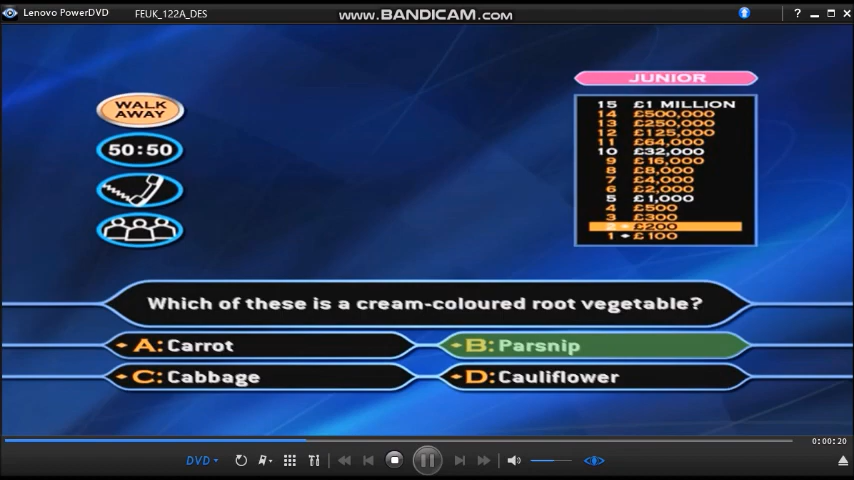 Lenovo PowerDVD
FEUK_122A_DES
www.BANDICAM.com
?
WALK
AWAY
50:50
JUNIOR
15 £1 MILLION
14 £500,000
13 £250,000
12 £125,000
11 £64,000
10 £32,000
9 £16,000
8 £8,000
7 £4,000
6 £2,000
5 £1,000
4 £500
3 £300
2 £200
1 £100
Which of these is a cream-coloured root vegetable?
A: Carrot
B: Parsnip
C: Cabbage
D: Cauliflower
0:00:20
DVD